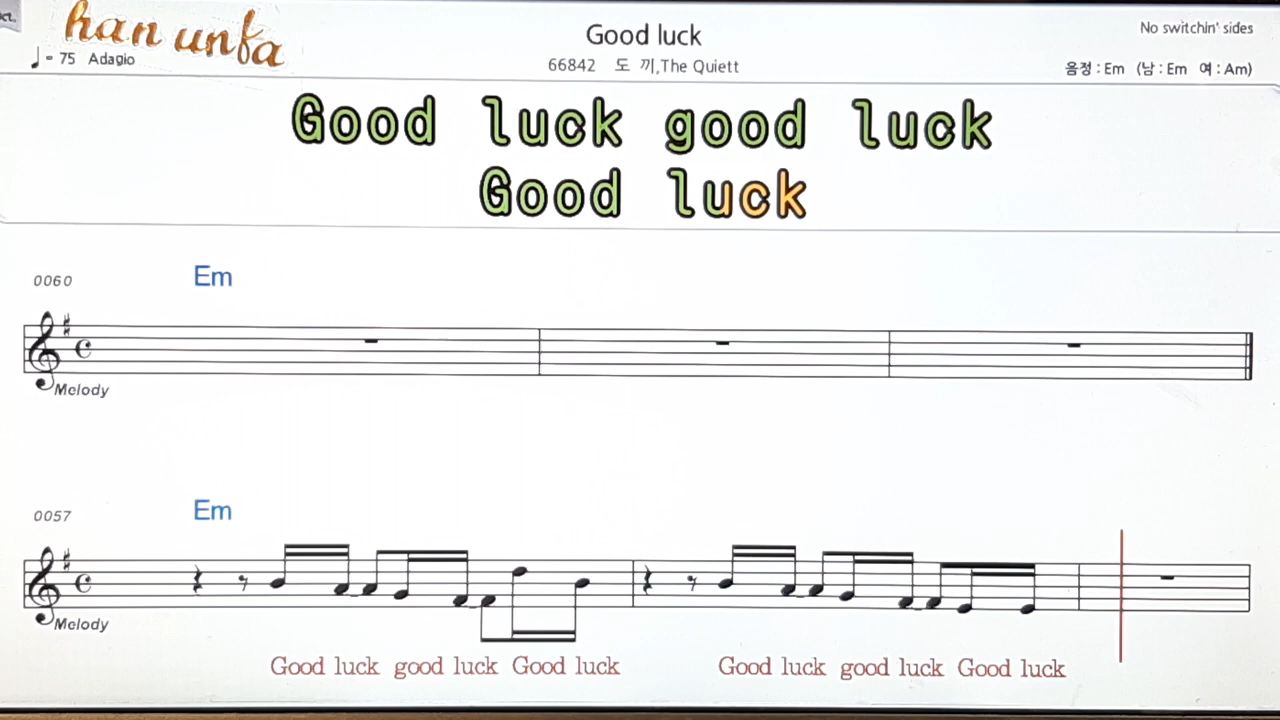 han unfa
Good luck
No switchin' sides
♩ = 75 Adagio
66842 도 끼,The Quiett
음정 : Em (남 : Em 여 : Am)
Good luck good luck
Good luck
0060
Em
Melody
0057
Em
Melody
Good luck good luck Good luck Good luck good luck Good luck